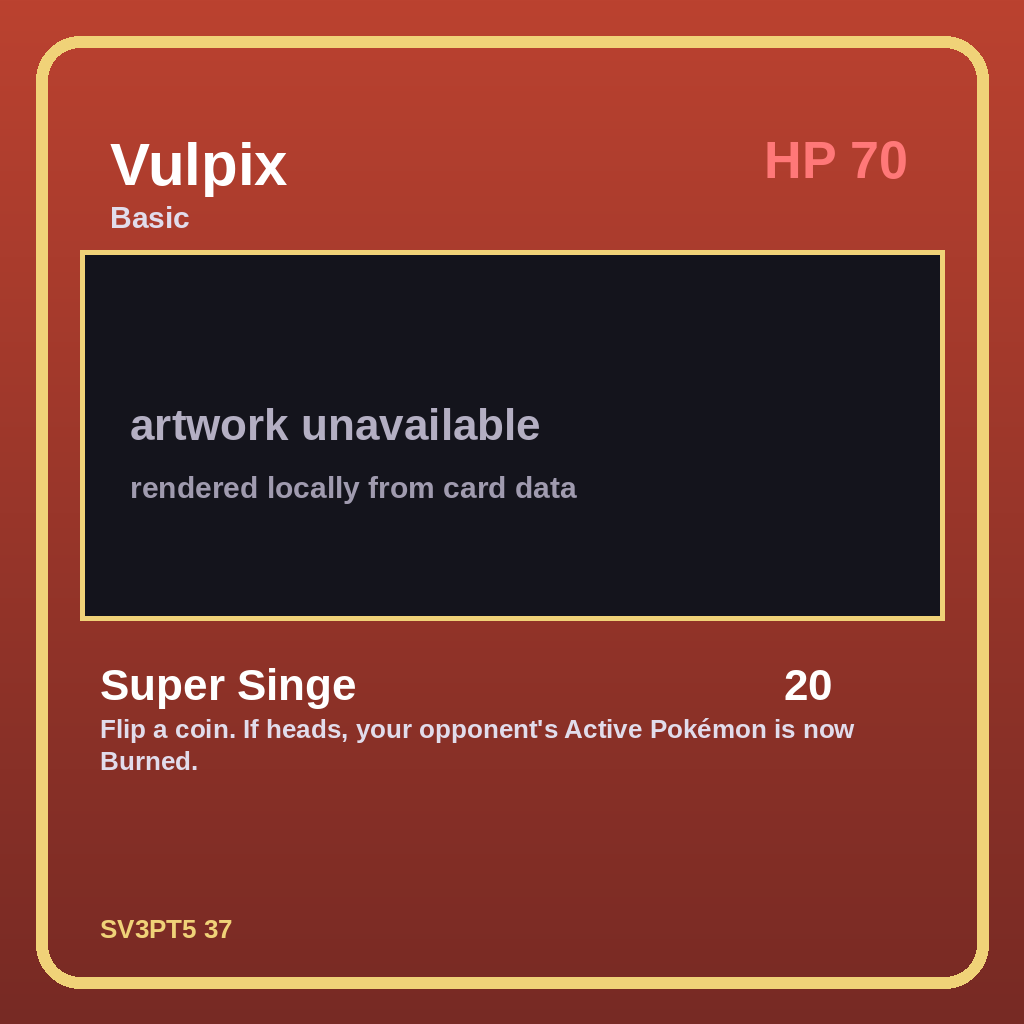 Vulpix
HP 70
Basic
artwork unavailable
rendered locally from card data
Super Singe
20
Flip a coin. If heads, your opponent's Active Pokémon is now
Burned.
SV3PT5 37